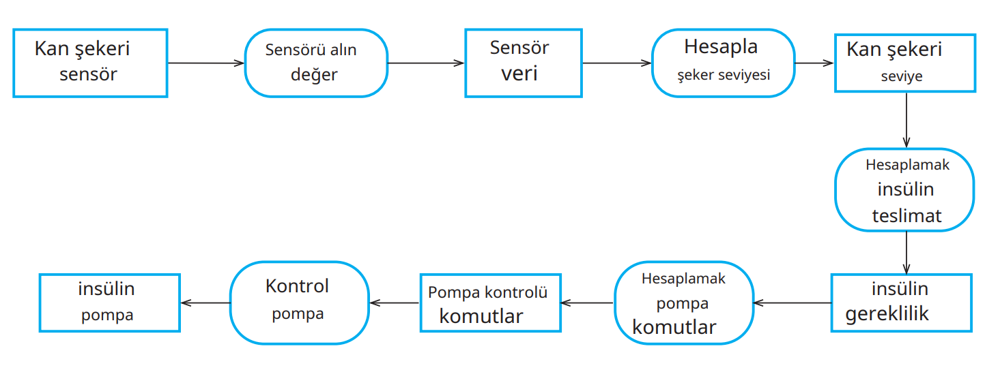 Kan şekeri
sensör
Sensörü alın
değer
Sensör
veri
Hesapla
şeker seviyesi
Kan şekeri
seviye
Hesaplamak
insülin
teslimat
insülin
gereklilik
Hesaplamak
pompa
komutlar
Pompa kontrolü
komutlar
Kontrol
pompa
insülin
pompa